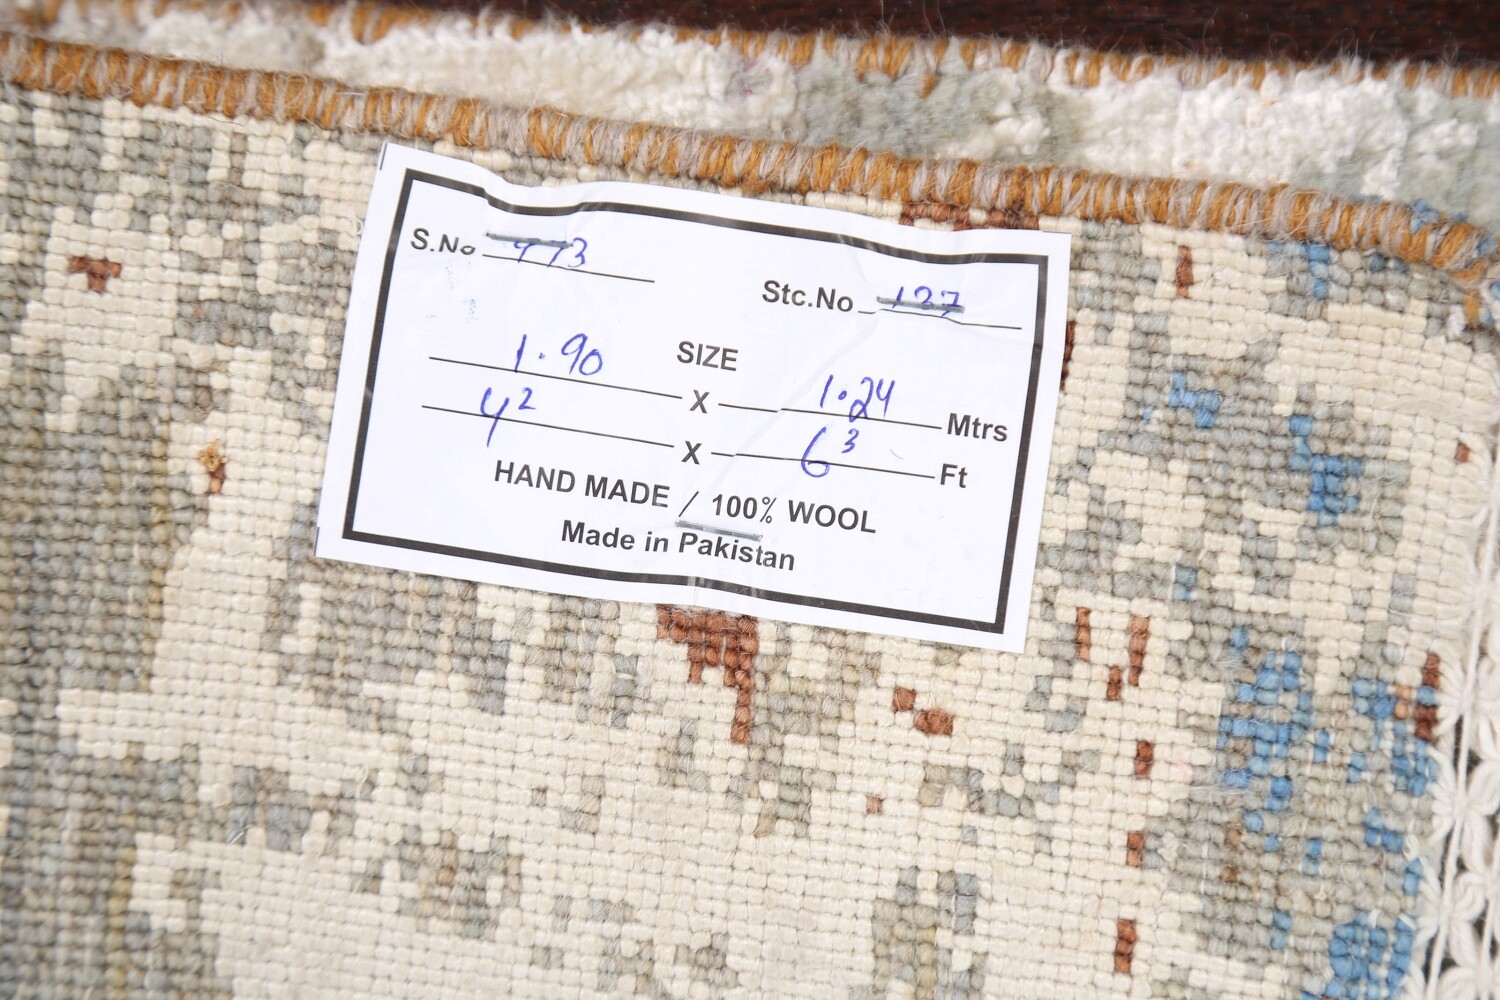 S.No 773
Stc.No 127
SIZE
1.90 X 1.24 Mtrs
4² X 6³ Ft
HAND MADE / 100% WOOL
Made in Pakistan